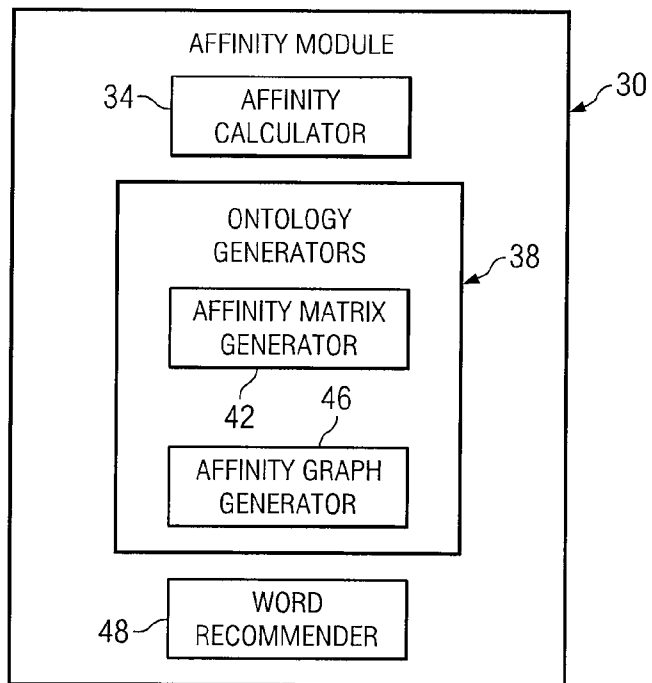 AFFINITY MODULE
34
AFFINITY
CALCULATOR
30
ONTOLOGY
GENERATORS
38
AFFINITY MATRIX
GENERATOR
42
46
AFFINITY GRAPH
GENERATOR
48
WORD
RECOMMENDER